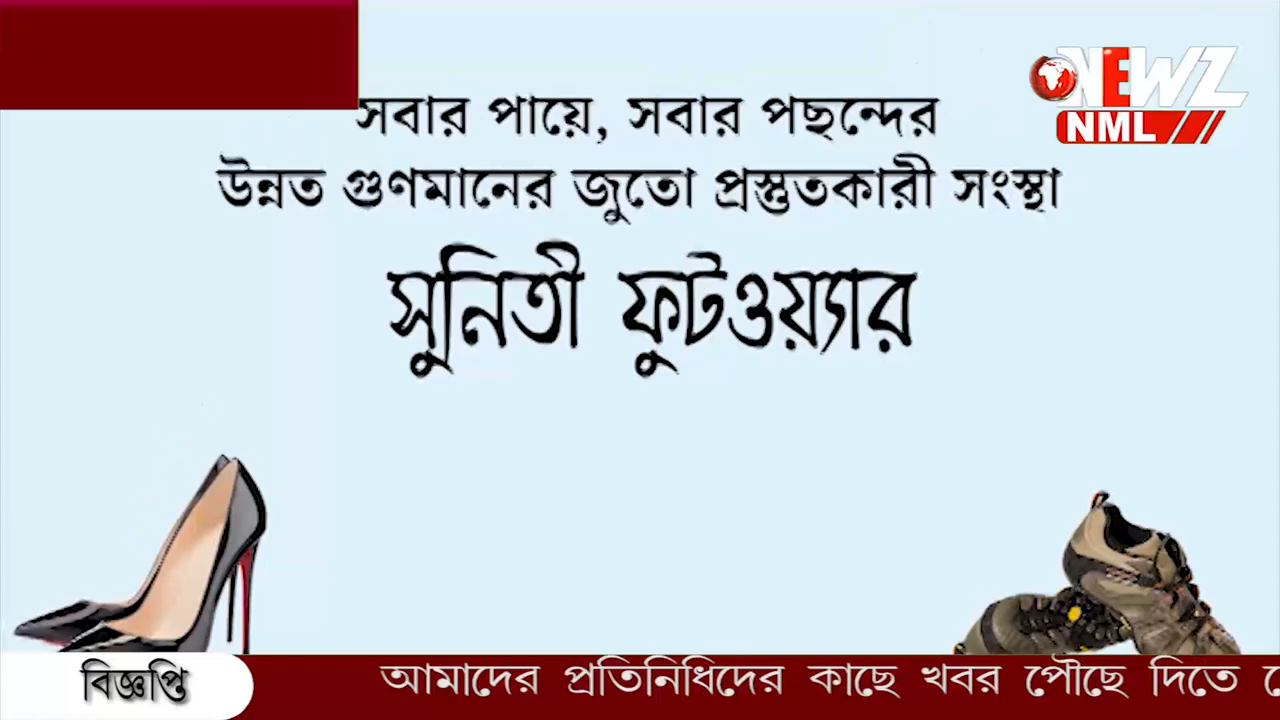 সবার পায়ে, সবার পছন্দের
উন্নত গুণমানের জুতো প্রস্তুতকারী সংস্থা
সুনিতী ফুটওয়্যার
NEWZ
NML
বিজ্ঞপ্তি
আমাদের প্রতিনিধিদের কাছে খবর পৌছে দিতে